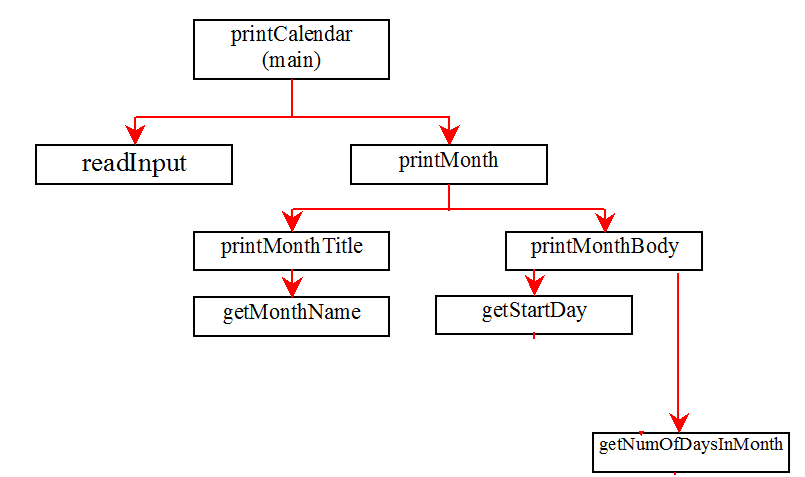 printCalendar
(main)
readInput
printMonth
printMonthTitle
printMonthBody
getMonthName
getStartDay
getNumOfDaysInMonth